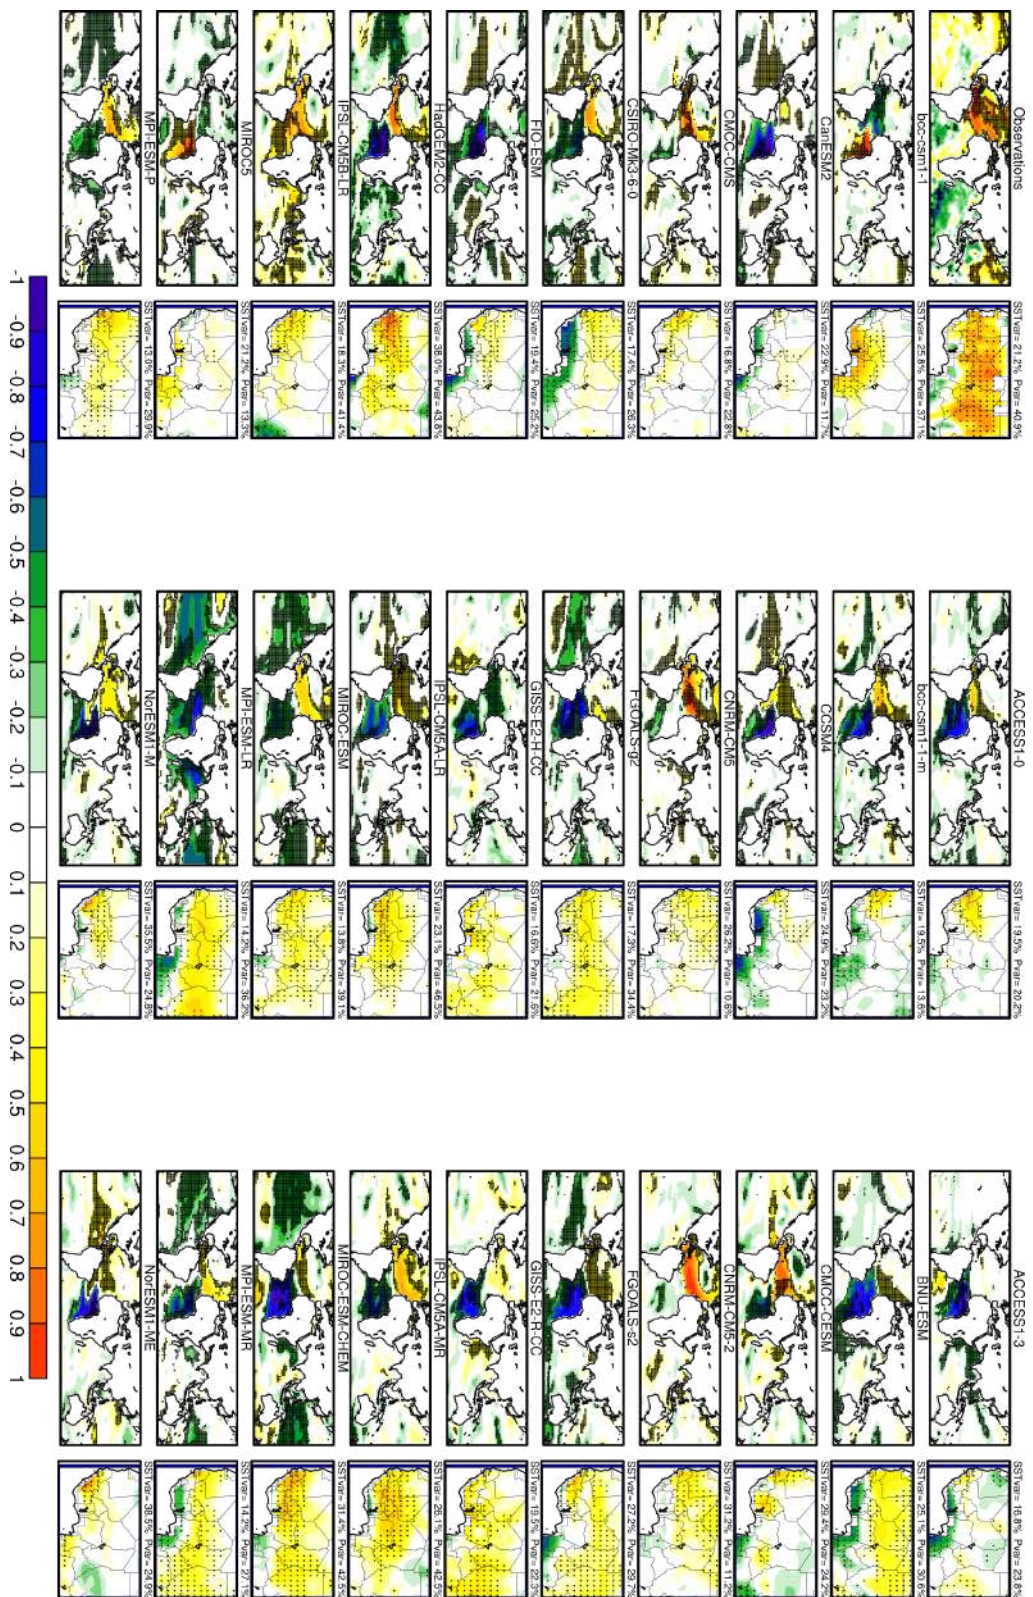 Observations SSTvar= 21.2% Pvar= 40.9% ACCESS1-0 SSTvar= 19.5% Pvar= 20.2% ACCESS1-3 SSTvar= 16.8% Pvar= 23.8%
bcc-csm1-1 SSTvar= 25.8% Pvar= 37.1% bcc-csm1-1-m SSTvar= 19.5% Pvar= 13.8% BNU-ESM SSTvar= 25.1% Pvar= 30.6%
CanESM2 SSTvar= 22.9% Pvar= 11.7% CCSM4 SSTvar= 24.9% Pvar= 23.2% CMCC-CESM SSTvar= 29.4% Pvar= 24.2%
CMCC-CMS SSTvar= 16.8% Pvar= 22.8% CNRM-CM5 SSTvar= 26.2% Pvar= 10.6% CNRM-CM5-2 SSTvar= 31.2% Pvar= 11.2%
CSIRO-Mk3-6-0 SSTvar= 17.4% Pvar= 26.3% FGOALS-g2 SSTvar= 17.3% Pvar= 34.4% FGOALS-s2 SSTvar= 27.2% Pvar= 29.7%
FIO-ESM SSTvar= 19.4% Pvar= 25.2% GISS-E2-H-CC SSTvar= 16.6% Pvar= 21.6% GISS-E2-R-CC SSTvar= 19.5% Pvar= 22.3%
HadGEM2-CC SSTvar= 38.0% Pvar= 43.8% IPSL-CM5A-LR SSTvar= 23.1% Pvar= 46.5% IPSL-CM5A-MR SSTvar= 26.1% Pvar= 42.5%
IPSL-CM5B-LR SSTvar= 18.3% Pvar= 41.4% MIROC-ESM SSTvar= 13.8% Pvar= 39.1% MIROC-ESM-CHEM SSTvar= 31.4% Pvar= 42.5%
MIROC5 SSTvar= 21.2% Pvar= 13.3% MPI-ESM-LR SSTvar= 14.2% Pvar= 36.2% MPI-ESM-MR SSTvar= 14.2% Pvar= 27.1%
MPI-ESM-P SSTvar= 13.0% Pvar= 29.9% NorESM1-M SSTvar= 35.5% Pvar= 24.8% NorESM1-ME SSTvar= 38.5% Pvar= 24.9%
-1 -0.9 -0.8 -0.7 -0.6 -0.5 -0.4 -0.3 -0.2 -0.1 0 0.1 0.2 0.3 0.4 0.5 0.6 0.7 0.8 0.9 1